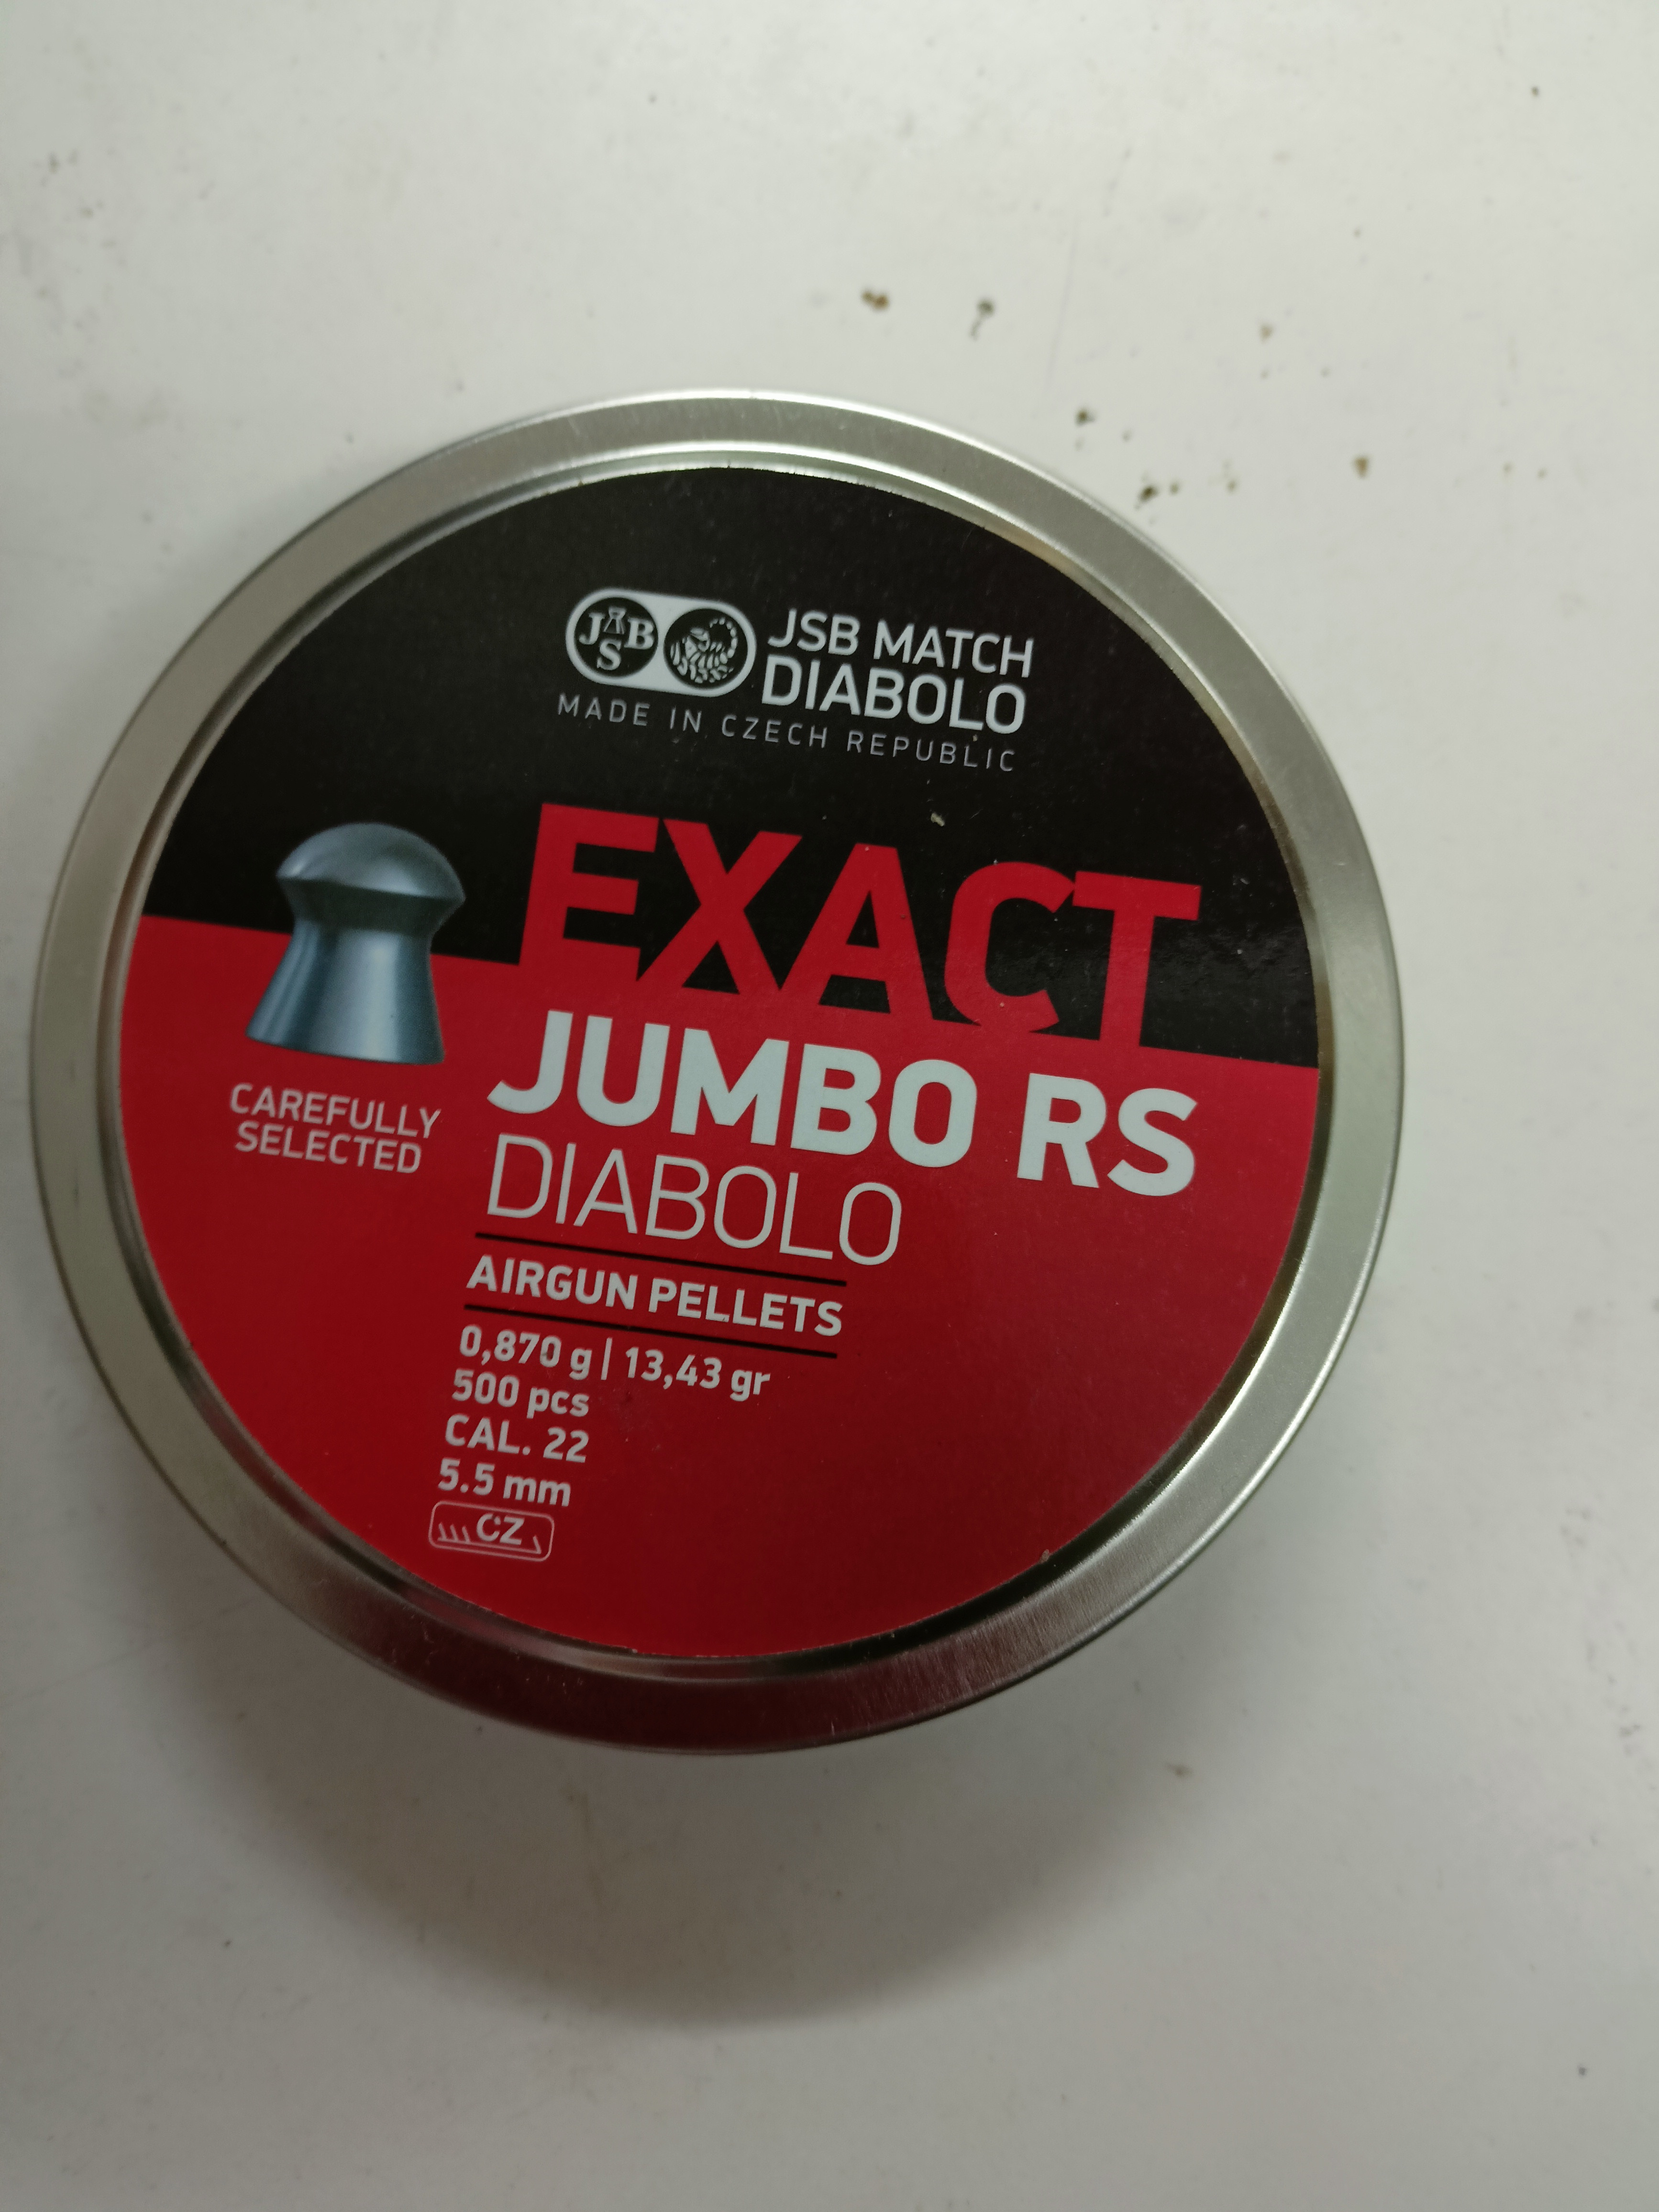 JSB
JSB MATCH
DIABOLO
MADE IN CZECH REPUBLIC
EXACT
JUMBO RS
DIABOLO
CAREFULLY
SELECTED
AIRGUN PELLETS
0,870 g | 13,43 gr
500 pcs
CAL. 22
5.5 mm
CZ